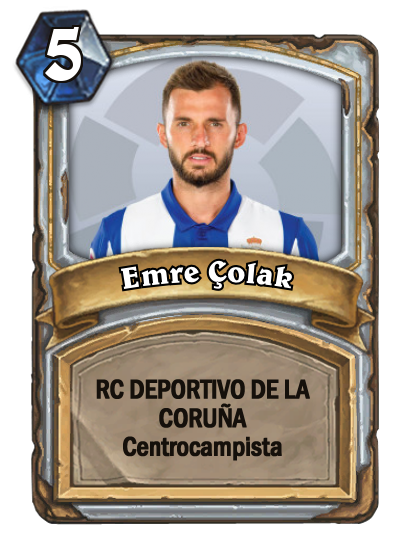 5
Emre Çolak
RC DEPORTIVO DE LA
CORUÑA
Centrocampista